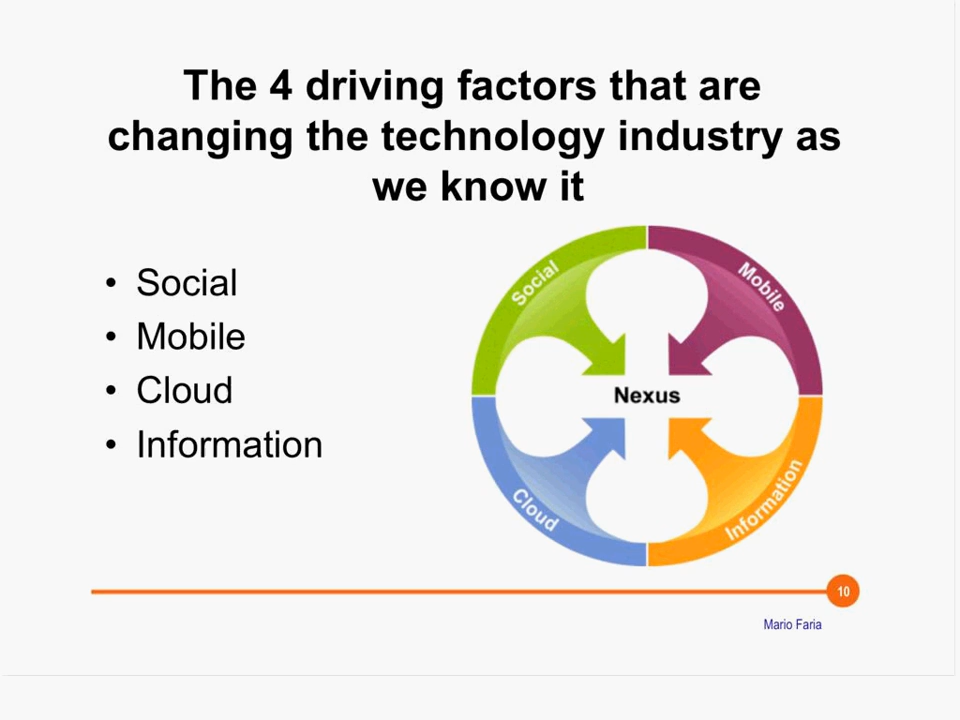 The 4 driving factors that are
changing the technology industry as
we know it
• Social
• Mobile
• Cloud
• Information
Social
Mobile
Nexus
Cloud
Information
10
Mario Faria